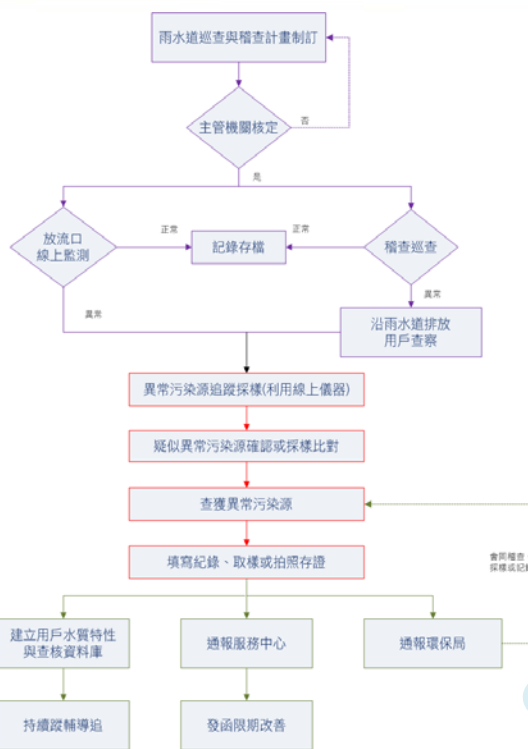 雨水道巡查與稽查計畫制訂
主管機關核定
否
是
放流口
線上監測
正常
記錄存檔
正常
稽查巡查
異常
異常
沿雨水道排放
用戶查察
異常污染源追蹤採樣(利用線上儀器)
疑似異常污染源確認或採樣比對
查獲異常污染源
填寫紀錄、取樣或拍照存證
會同稽查
採樣或記
建立用戶水質特性
與查核資料庫
通報服務中心
通報環保局
持續蹤輔導追
發函限期改善